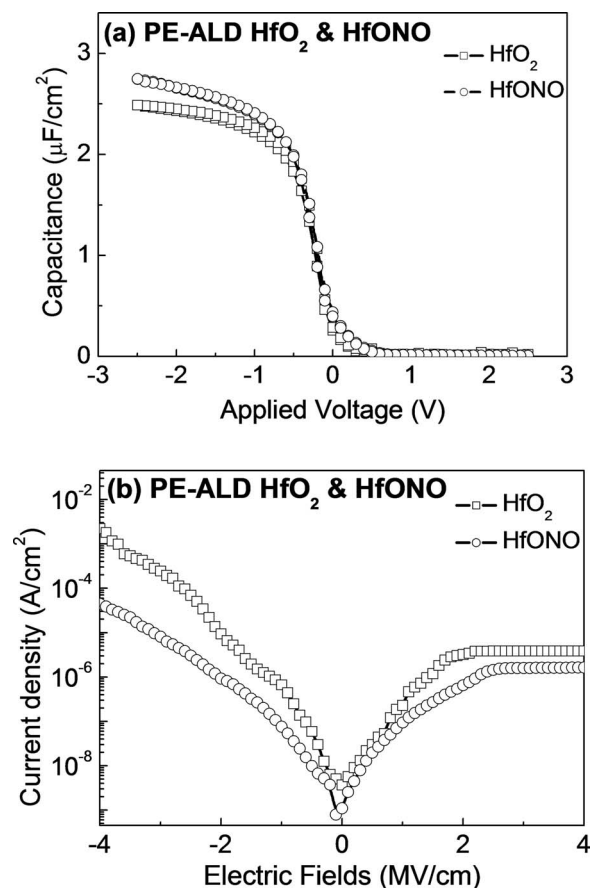 (a) PE-ALD HfO₂ & HfONO
HfO₂
HfONO
Capacitance (μF/cm²)
3
2
1
0
-3 -2 -1 0 1 2 3
Applied Voltage (V)
(b) PE-ALD HfO₂ & HfONO
HfO₂
HfONO
Current density (A/cm²)
10⁻²
10⁻⁴
10⁻⁶
10⁻⁸
-4 -2 0 2 4
Electric Fields (MV/cm)